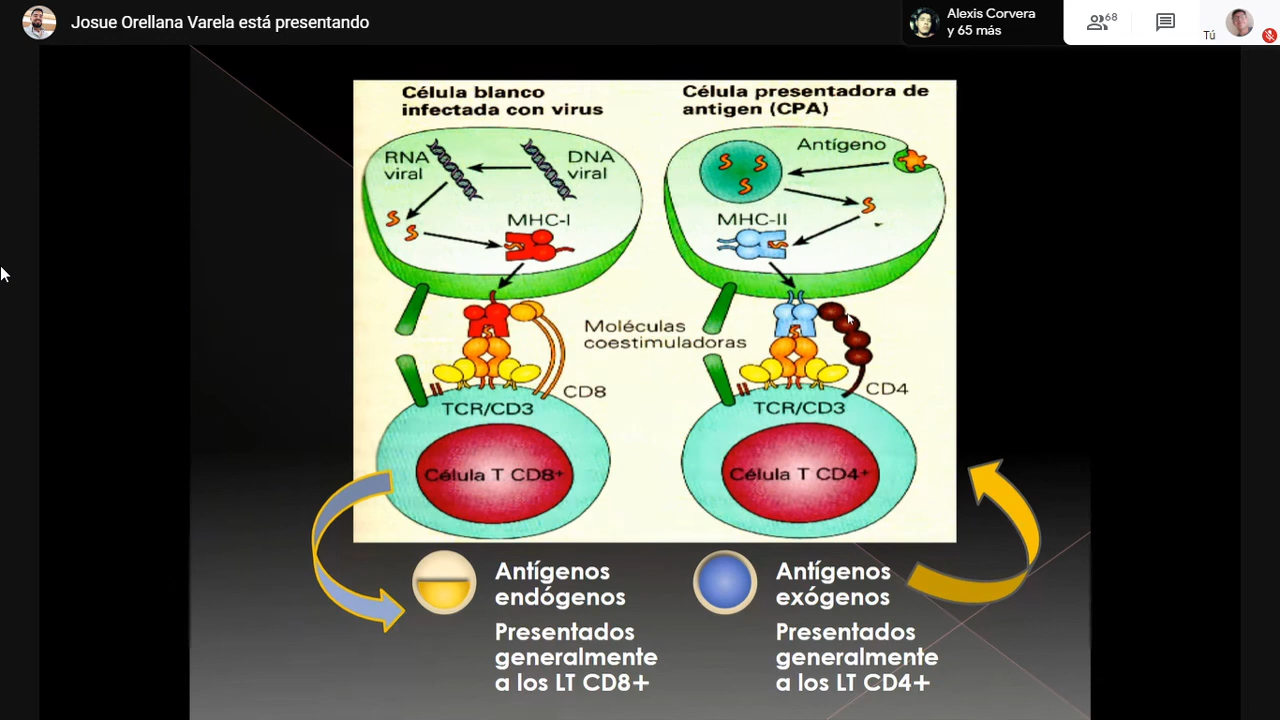 Josue Orellana Varela está presentando
Alexis Corvera
y 65 más
68
Tú
Célula blanco
infectada con virus
RNA
viral
DNA
viral
MHC-I
Moléculas
coestimuladoras
CD8
TCR/CD3
Célula T CD8+
Célula presentadora de
antigen (CPA)
Antígeno
MHC-II
CD4
TCR/CD3
Célula T CD4+
Antígenos
endógenos
Presentados
generalmente
a los LT CD8+
Antígenos
exógenos
Presentados
generalmente
a los LT CD4+